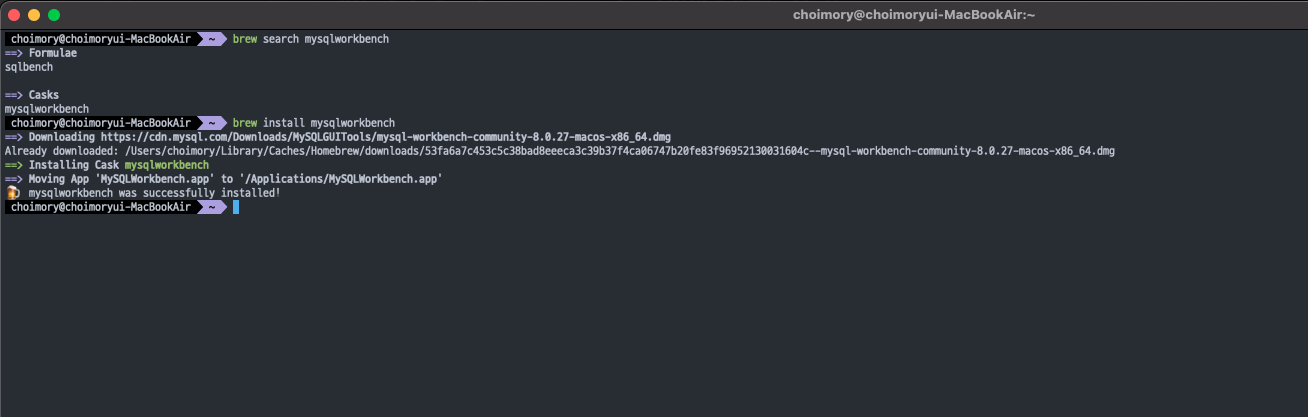 choimory@choimoryui-MacBookAir:~
choimory@choimoryui-MacBookAir ~ brew search mysqlworkbench
==> Formulae
sqlbench
==> Casks
mysqlworkbench
choimory@choimoryui-MacBookAir ~ brew install mysqlworkbench
==> Downloading https://cdn.mysql.com/Downloads/MySQLGUITools/mysql-workbench-community-8.0.27-macos-x86_64.dmg
Already downloaded: /Users/choimory/Library/Caches/Homebrew/downloads/53fa6a7c453c5c38bad8eeeca3c39b37f4ca06747b20fe83f96952130031604c--mysql-workbench-community-8.0.27-macos-x86_64.dmg
==> Installing Cask mysqlworkbench
==> Moving App 'MySQLWorkbench.app' to '/Applications/MySQLWorkbench.app'
🍺 mysqlworkbench was successfully installed!
choimory@choimoryui-MacBookAir ~